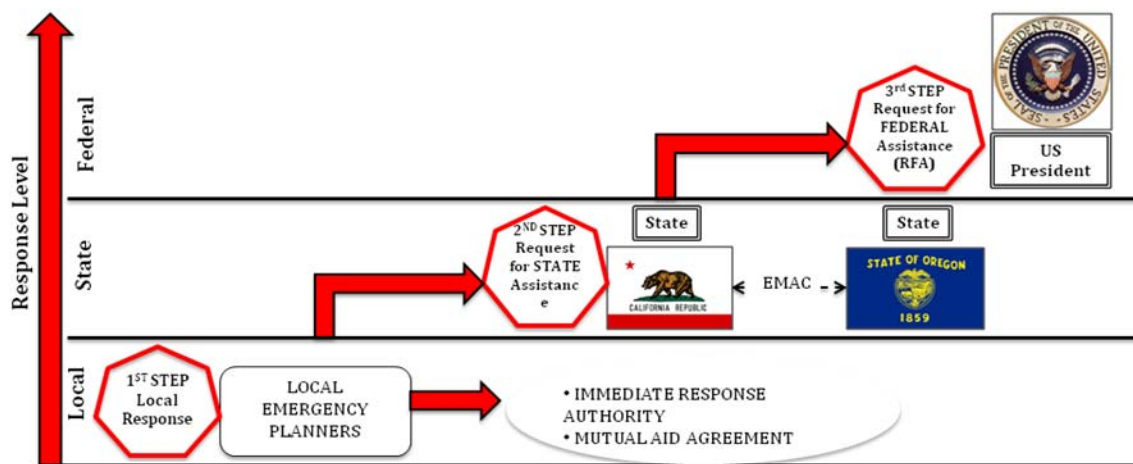 Response Level
Federal
State
Local
3rd STEP
Request for
FEDERAL
Assistance
(RFA)
SEAL OF THE PRESIDENT OF THE UNITED STATES
US
President
2ND STEP
Request
for STATE
Assistanc
e
State
CALIFORNIA REPUBLIC
EMAC
State
STATE OF OREGON
1859
1ST STEP
Local
Response
LOCAL
EMERGENCY
PLANNERS
• IMMEDIATE RESPONSE
AUTHORITY
• MUTUAL AID AGREEMENT